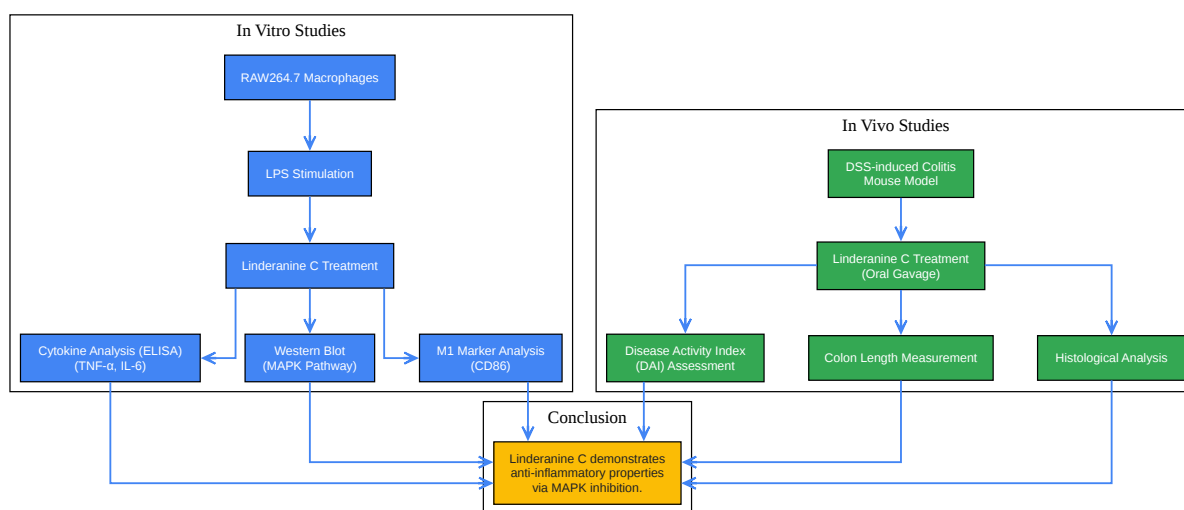 In Vitro Studies
RAW264.7 Macrophages
LPS Stimulation
Linderanine C Treatment
Cytokine Analysis (ELISA)
(TNF-α, IL-6)
Western Blot
(MAPK Pathway)
M1 Marker Analysis
(CD86)
In Vivo Studies
DSS-induced Colitis
Mouse Model
Linderanine C Treatment
(Oral Gavage)
Disease Activity Index
(DAI) Assessment
Colon Length Measurement
Histological Analysis
Conclusion
Linderanine C demonstrates
anti-inflammatory properties
via MAPK inhibition.